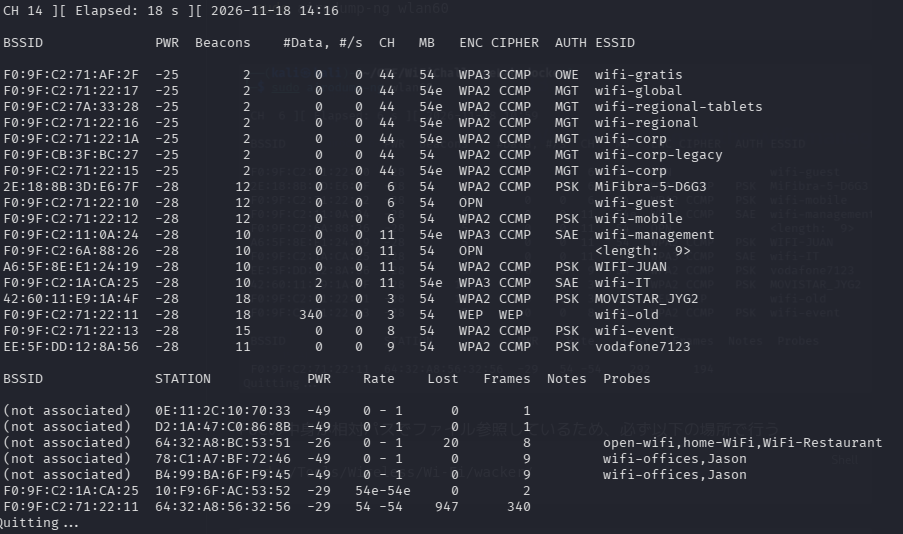 CH 14 ][ Elapsed: 18 s ][ 2026-11-18 14:16
BSSID PWR Beacons #Data, #/s CH MB ENC CIPHER AUTH ESSID
F0:9F:C2:71:AF:2F -25 2 0 0 44 54 WPA3 CCMP OWE wifi-gratis
F0:9F:C2:71:22:17 -25 2 0 0 44 54e WPA2 CCMP MGT wifi-global
F0:9F:C2:7A:33:28 -25 2 0 0 44 54e WPA2 CCMP MGT wifi-regional-tablets
F0:9F:C2:71:22:16 -25 2 0 0 44 54e WPA2 CCMP MGT wifi-regional
F0:9F:C2:71:22:1A -25 2 0 0 44 54e WPA2 CCMP MGT wifi-corp
F0:9F:CB:3F:BC:27 -25 2 0 0 44 54 WPA2 CCMP MGT wifi-corp-legacy
F0:9F:C2:71:22:15 -25 2 0 0 44 54e WPA2 CCMP MGT wifi-corp
2E:18:8B:3D:E6:7F -28 12 0 0 6 54 WPA2 CCMP PSK MiFibra-5-D6G3
F0:9F:C2:71:22:10 -28 12 0 0 6 54 OPN wifi-guest
F0:9F:C2:71:22:12 -28 12 0 0 6 54 WPA2 CCMP PSK wifi-mobile
F0:9F:C2:11:0A:24 -28 10 0 0 11 54e WPA3 CCMP SAE wifi-management
F0:9F:C2:6A:88:26 -28 10 0 0 11 54 OPN <length: 9>
A6:5F:8E:E1:24:19 -28 10 0 0 11 54 WPA2 CCMP PSK WIFI-JUAN
F0:9F:C2:1A:CA:25 -28 10 2 0 11 54e WPA3 CCMP SAE wifi-IT
42:60:11:E9:1A:4F -28 18 0 0 3 54 WPA2 CCMP PSK MOVISTAR_JYG2
F0:9F:C2:71:22:11 -28 18 340 0 3 54 WEP WEP wifi-old
F0:9F:C2:71:22:13 -28 15 0 0 8 54 WPA2 CCMP PSK wifi-event
EE:5F:DD:12:8A:56 -28 11 0 0 9 54 WPA2 CCMP PSK vodafone7123
BSSID STATION PWR Rate Lost Frames Notes Probes
(not associated) 0E:11:2C:10:70:33 -49 0 - 1 0 1
(not associated) D2:1A:47:C0:86:8B -49 0 - 1 0 1
(not associated) 64:32:A8:BC:53:51 -26 0 - 1 20 8 open-wifi,home-WiFi,WiFi-Restaurant
(not associated) 78:C1:A7:BF:72:46 -49 0 - 1 0 9 wifi-offices,Jason
(not associated) B4:99:BA:6F:F9:45 -49 0 - 1 0 9 wifi-offices,Jason
F0:9F:C2:1A:CA:25 10:F9:6F:AC:53:52 -29 54e-54e 0 2
F0:9F:C2:71:22:11 64:32:A8:56:32:56 -29 54 -54 947 340
Quitting...